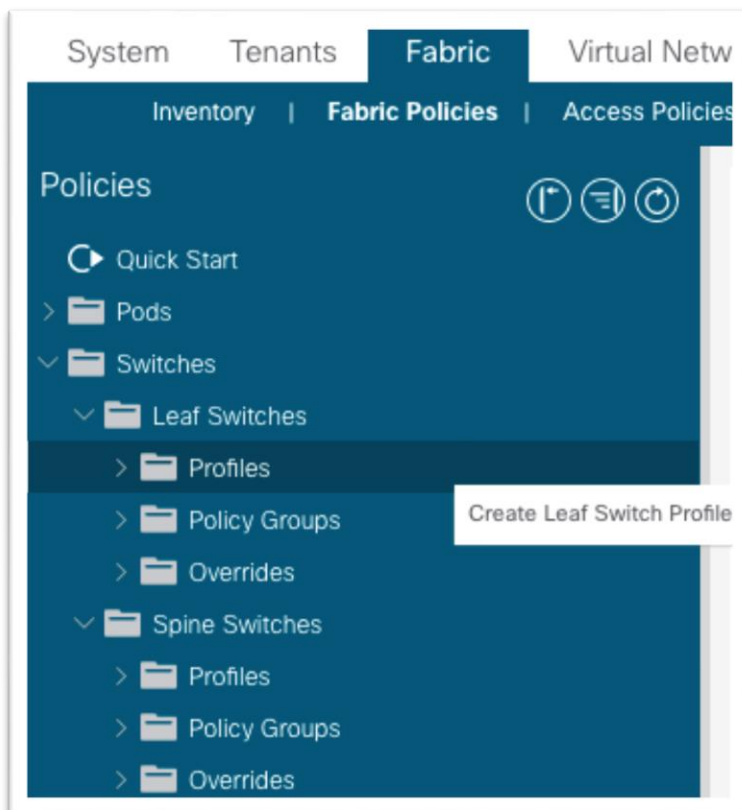 System Tenants Fabric Virtual Netw
Inventory | Fabric Policies | Access Policies
Policies
Quick Start
Pods
Switches
Leaf Switches
Profiles
Create Leaf Switch Profile
Policy Groups
Overrides
Spine Switches
Profiles
Policy Groups
Overrides